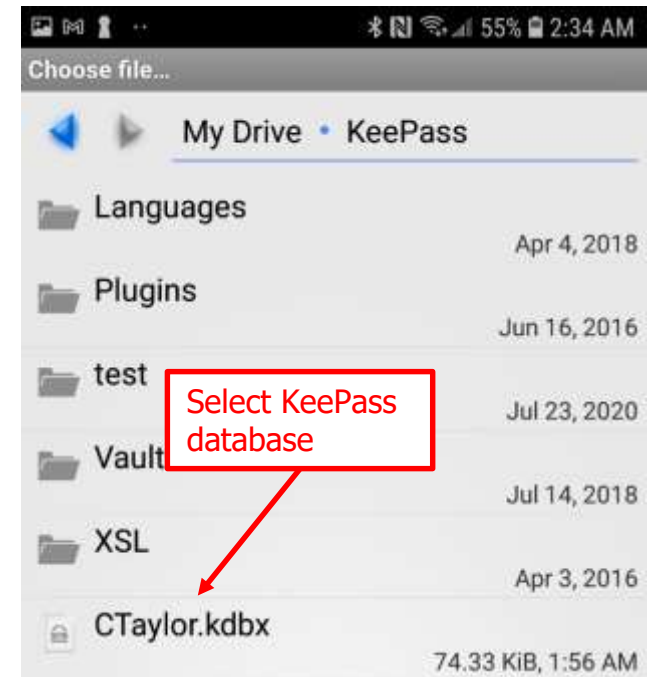 55% 2:34 AM
Choose file...
My Drive • KeePass
Languages
Apr 4, 2018
Plugins
Jun 16, 2016
test
Select KeePass
database
Jul 23, 2020
Vault
Jul 14, 2018
XSL
Apr 3, 2016
CTaylor.kdbx
74.33 KiB, 1:56 AM